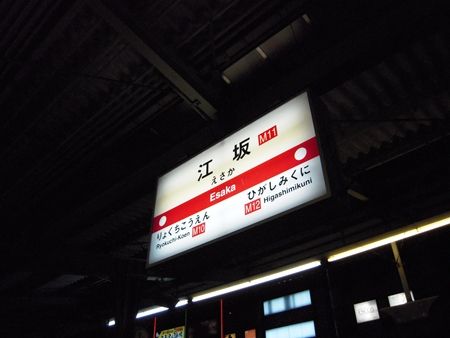 江坂 M11
えさか
Esaka
りょくちこうえん
Ryokuchi-Koen M10
ひがしみくに
M12 Higashimikuni